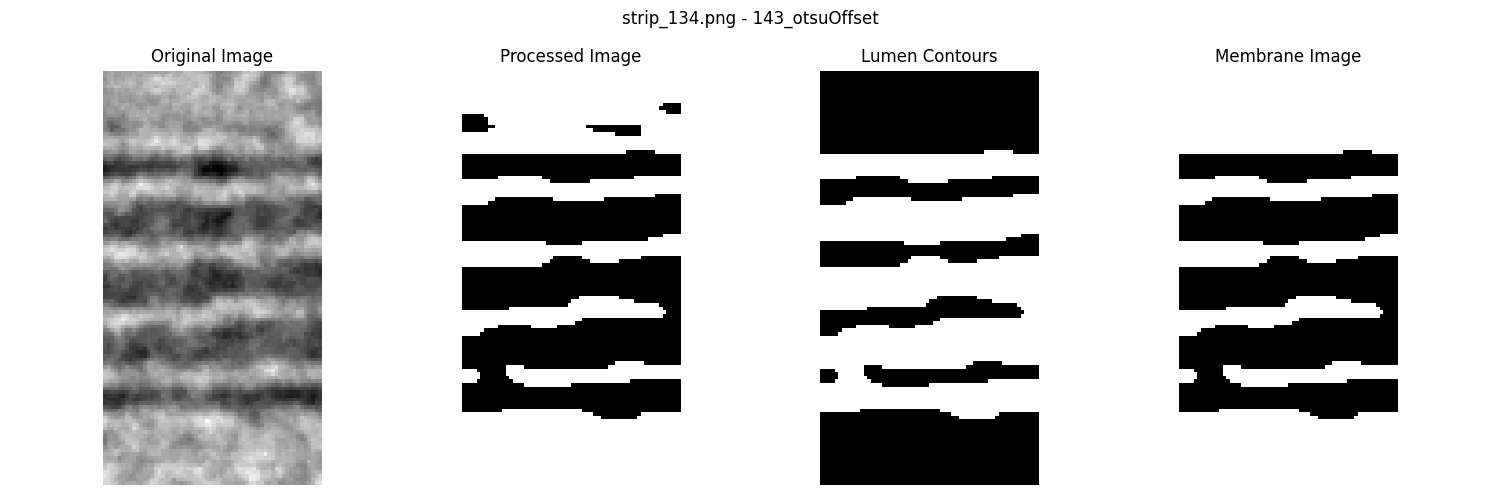 strip_134.png - 143_otsuOffset
Original Image
Processed Image
Lumen Contours
Membrane Image